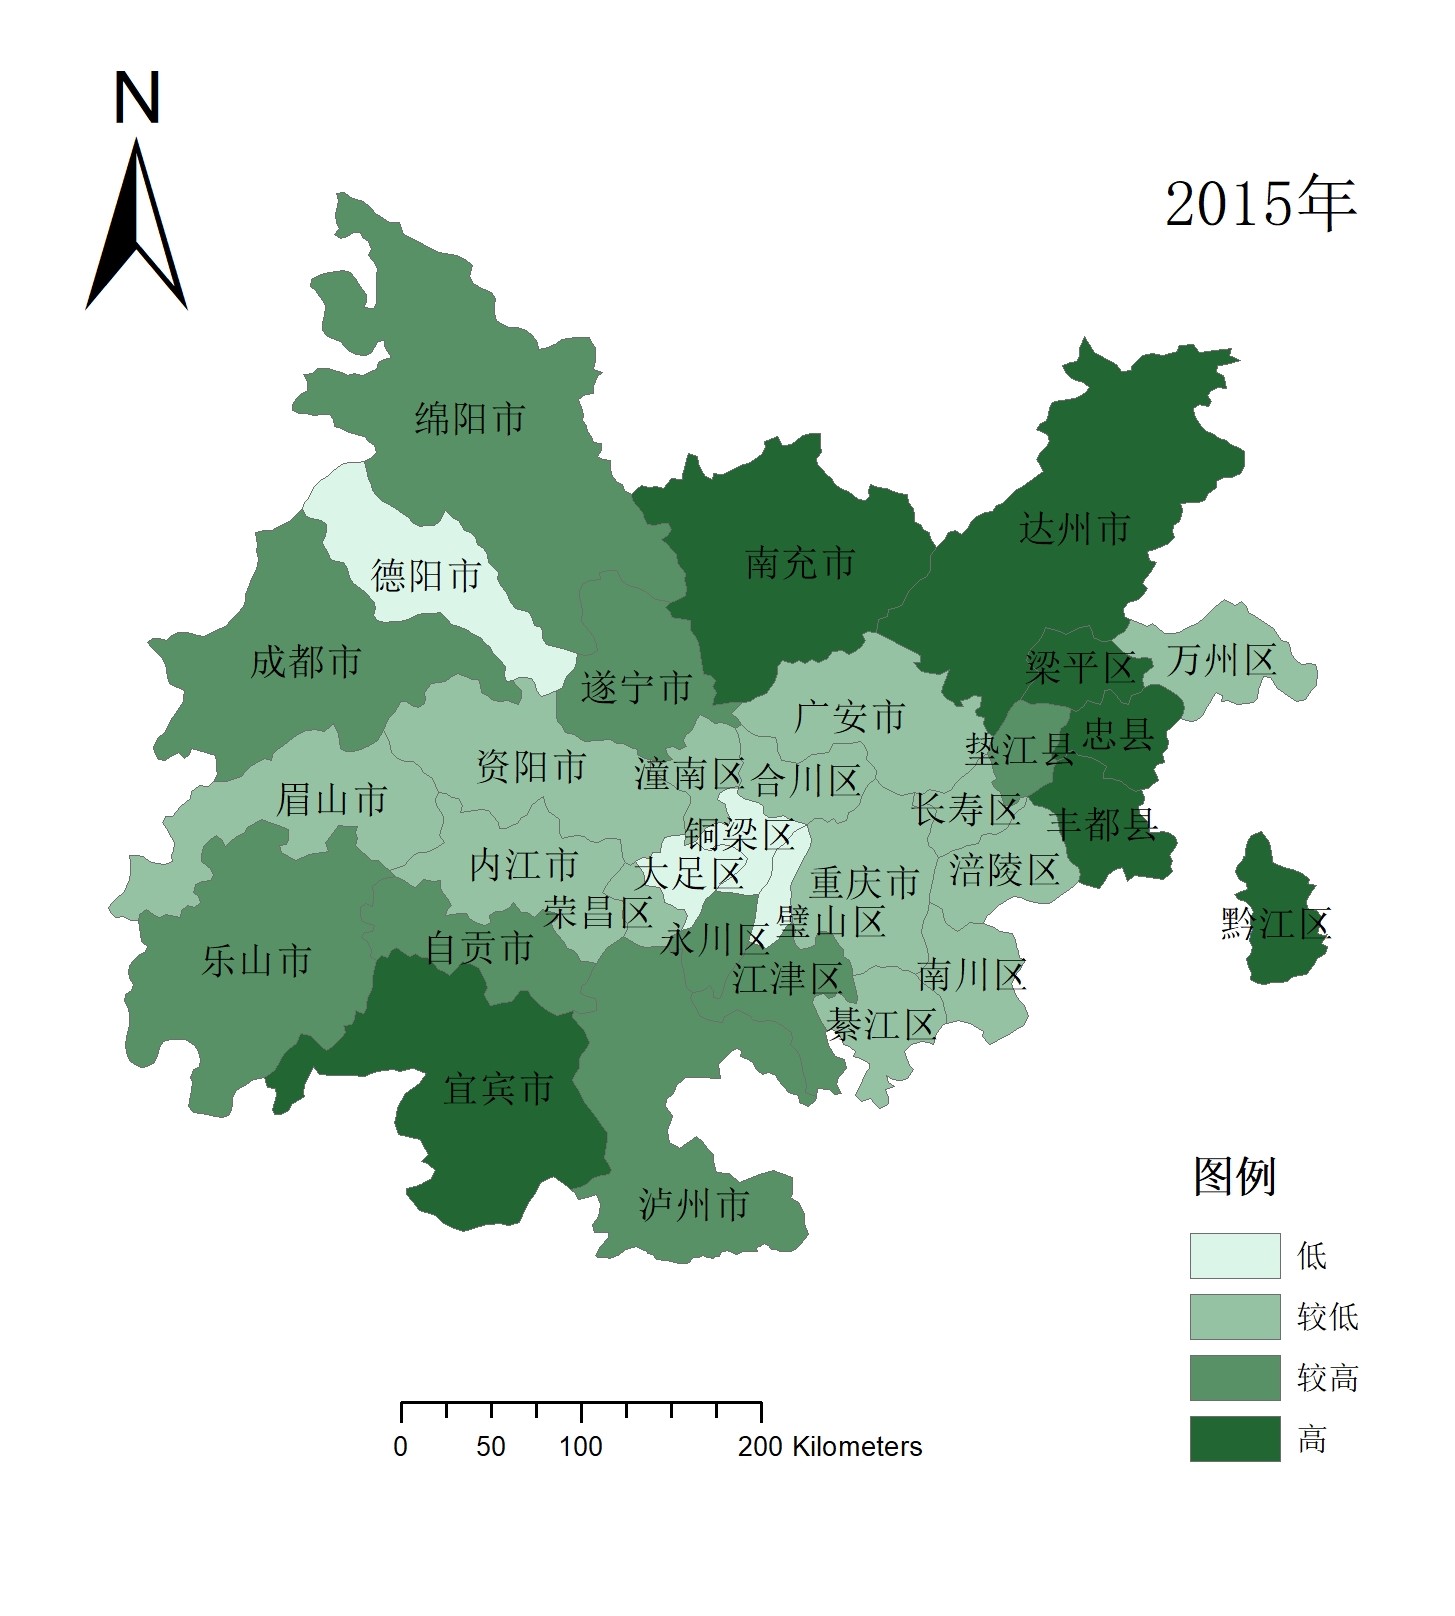 N
2015年
绵阳市
达州市
南充市
德阳市
成都市
梁平区
万州区
遂宁市
广安市
忠县
垫江县
资阳市
潼南区
合川区
眉山市
长寿区
丰都县
铜梁区
内江市
大足区
涪陵区
重庆市
荣昌区
璧山区
黔江区
永川区
自贡市
乐山市
江津区
南川区
綦江区
宜宾市
泸州市
图例
低
较低
较高
高
0 50 100 200 Kilometers